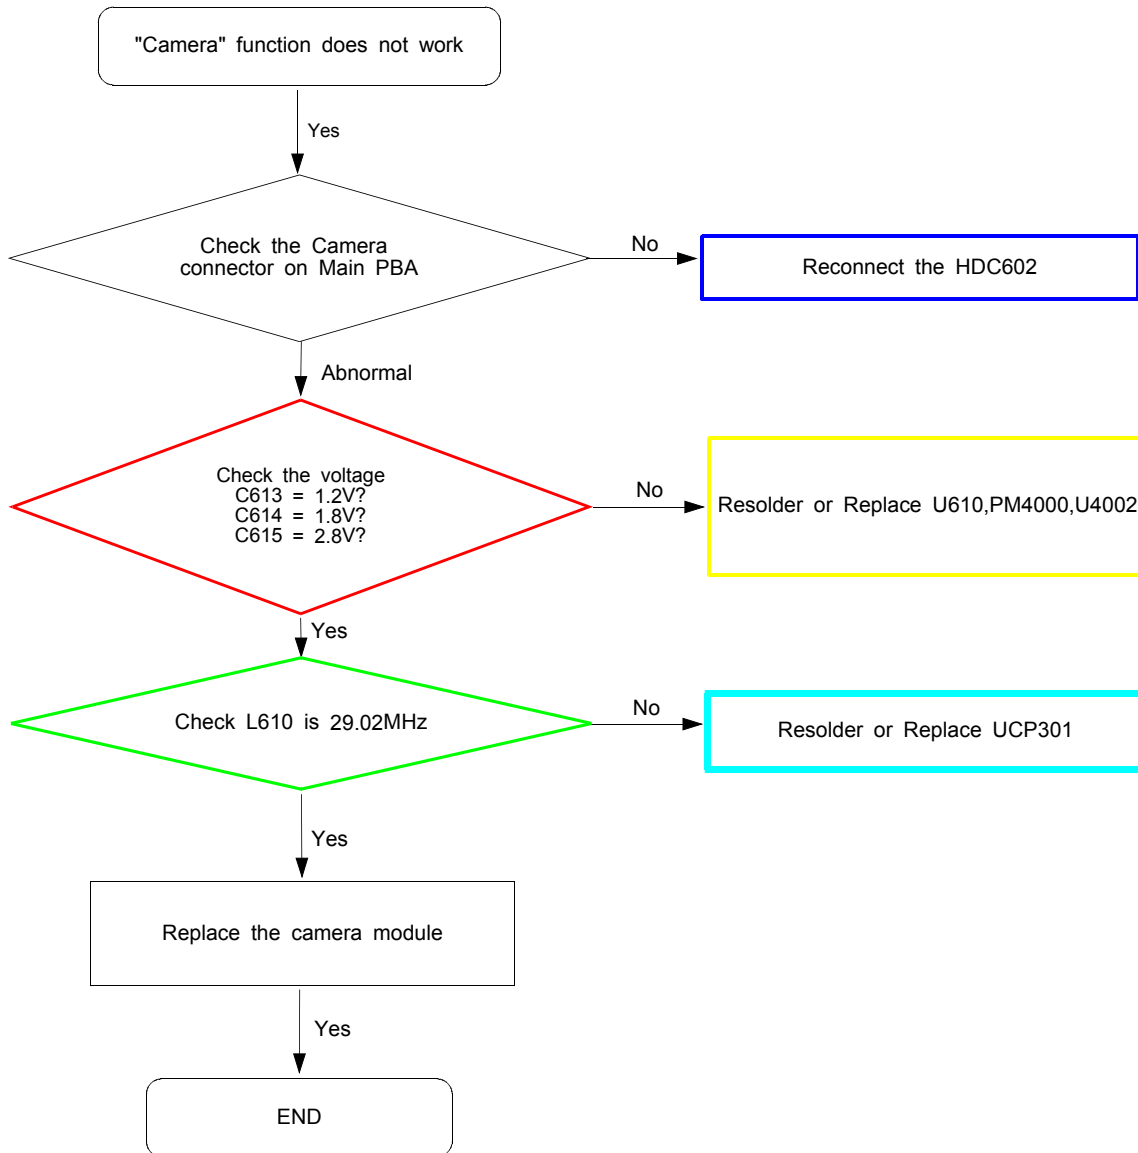 "Camera" function does not work
Yes
Check the Camera
connector on Main PBA
No
Reconnect the HDC602
Abnormal
Check the voltage
C613 = 1.2V?
C614 = 1.8V?
C615 = 2.8V?
No
Resolder or Replace U610,PM4000,U4002
Yes
Check L610 is 29.02MHz
No
Resolder or Replace UCP301
Yes
Replace the camera module
Yes
END